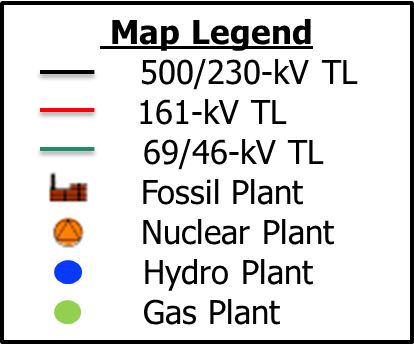 Map Legend
500/230-kV TL
161-kV TL
69/46-kV TL
Fossil Plant
Nuclear Plant
Hydro Plant
Gas Plant